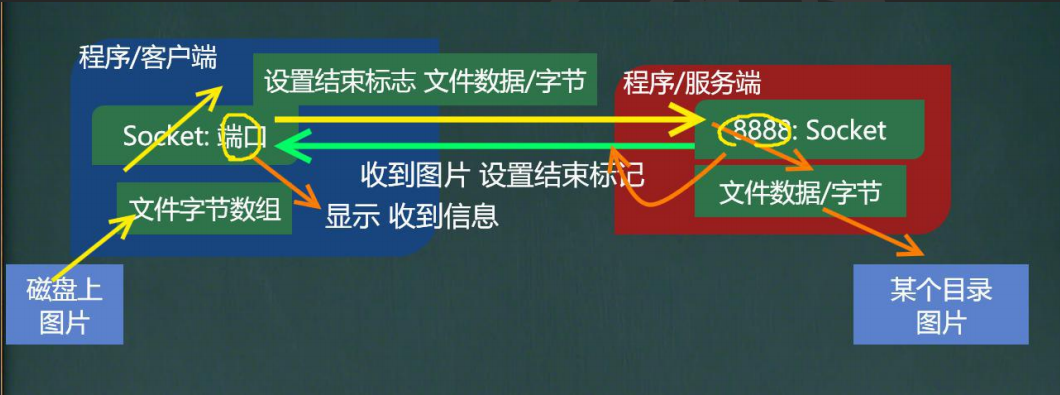 程序/客户端
设置结束标志 文件数据/字节
程序/服务端
Socket: 端口
8888: Socket
收到图片 设置结束标记
文件数据/字节
文件字节数组
显示 收到信息
磁盘上
图片
某个目录
图片